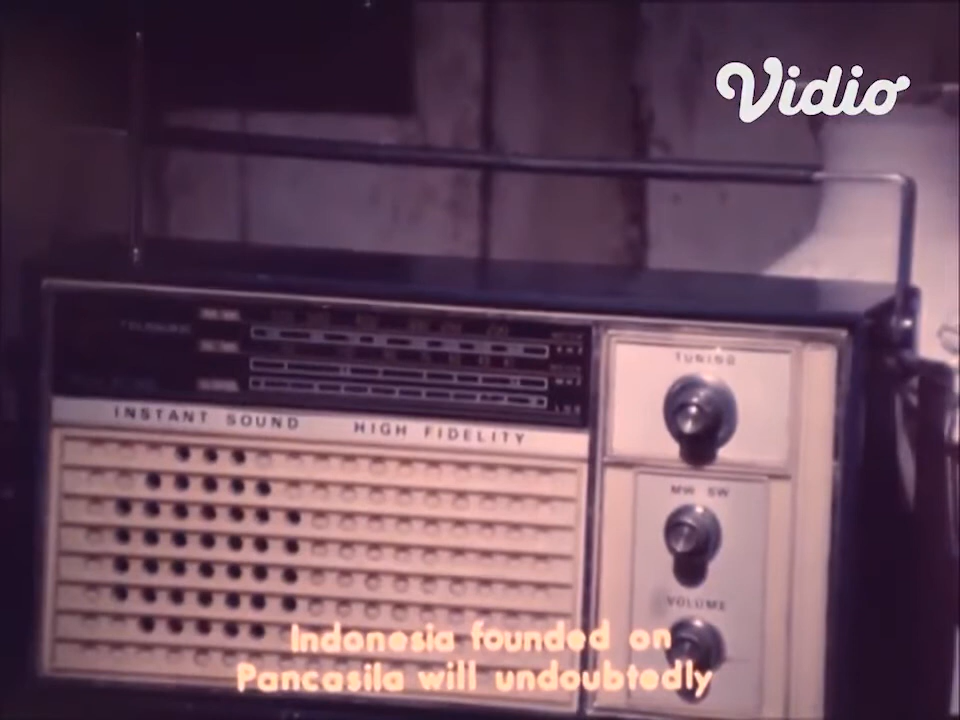 Vidio
TUNING
INSTANT SOUND HIGH FIDELITY
MW SW
VOLUME
Indonesia founded on
Pancasila will undoubtedly